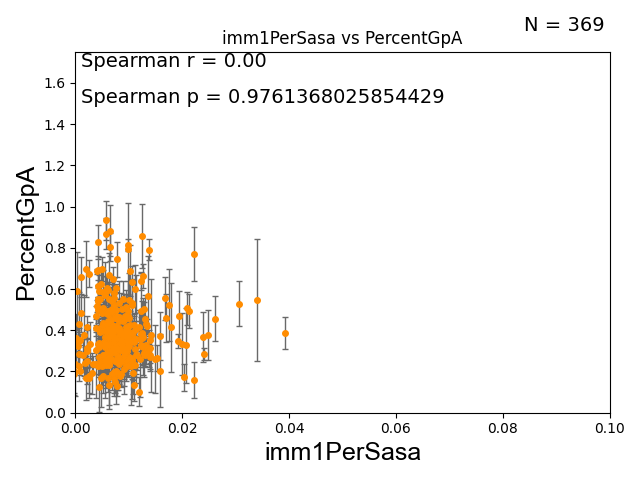 N = 369
imm1PerSasa vs PercentGpA
Spearman r = 0.00
Spearman p = 0.9761368025854429
PercentGpA
1.6
1.4
1.2
1.0
0.8
0.6
0.4
0.2
0.0
0.00 0.02 0.04 0.06 0.08 0.10
imm1PerSasa